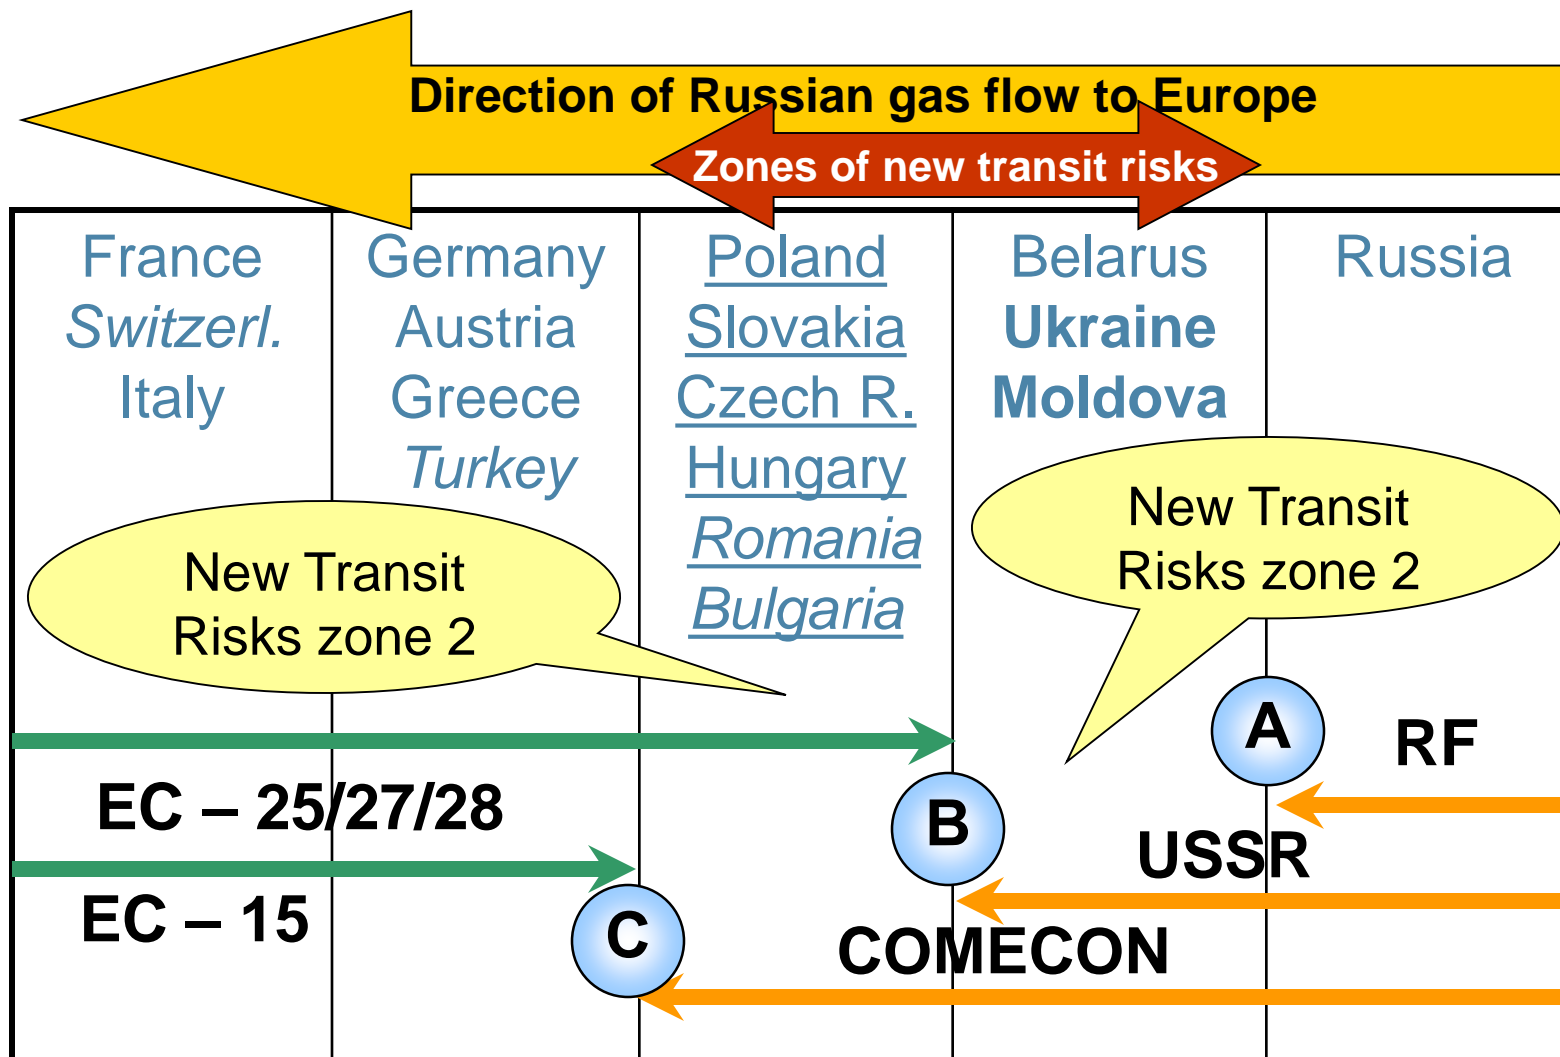 Direction of Russian gas flow to Europe
Zones of new transit risks
France
Switzerl.
Italy
Germany
Austria
Greece
Turkey
Poland
Slovakia
Czech R.
Hungary
Romania
Bulgaria
Belarus
Ukraine
Moldova
Russia
New Transit
Risks zone 2
New Transit
Risks zone 2
A
RF
EC – 25/27/28
B
USSR
EC – 15
C
COMECON